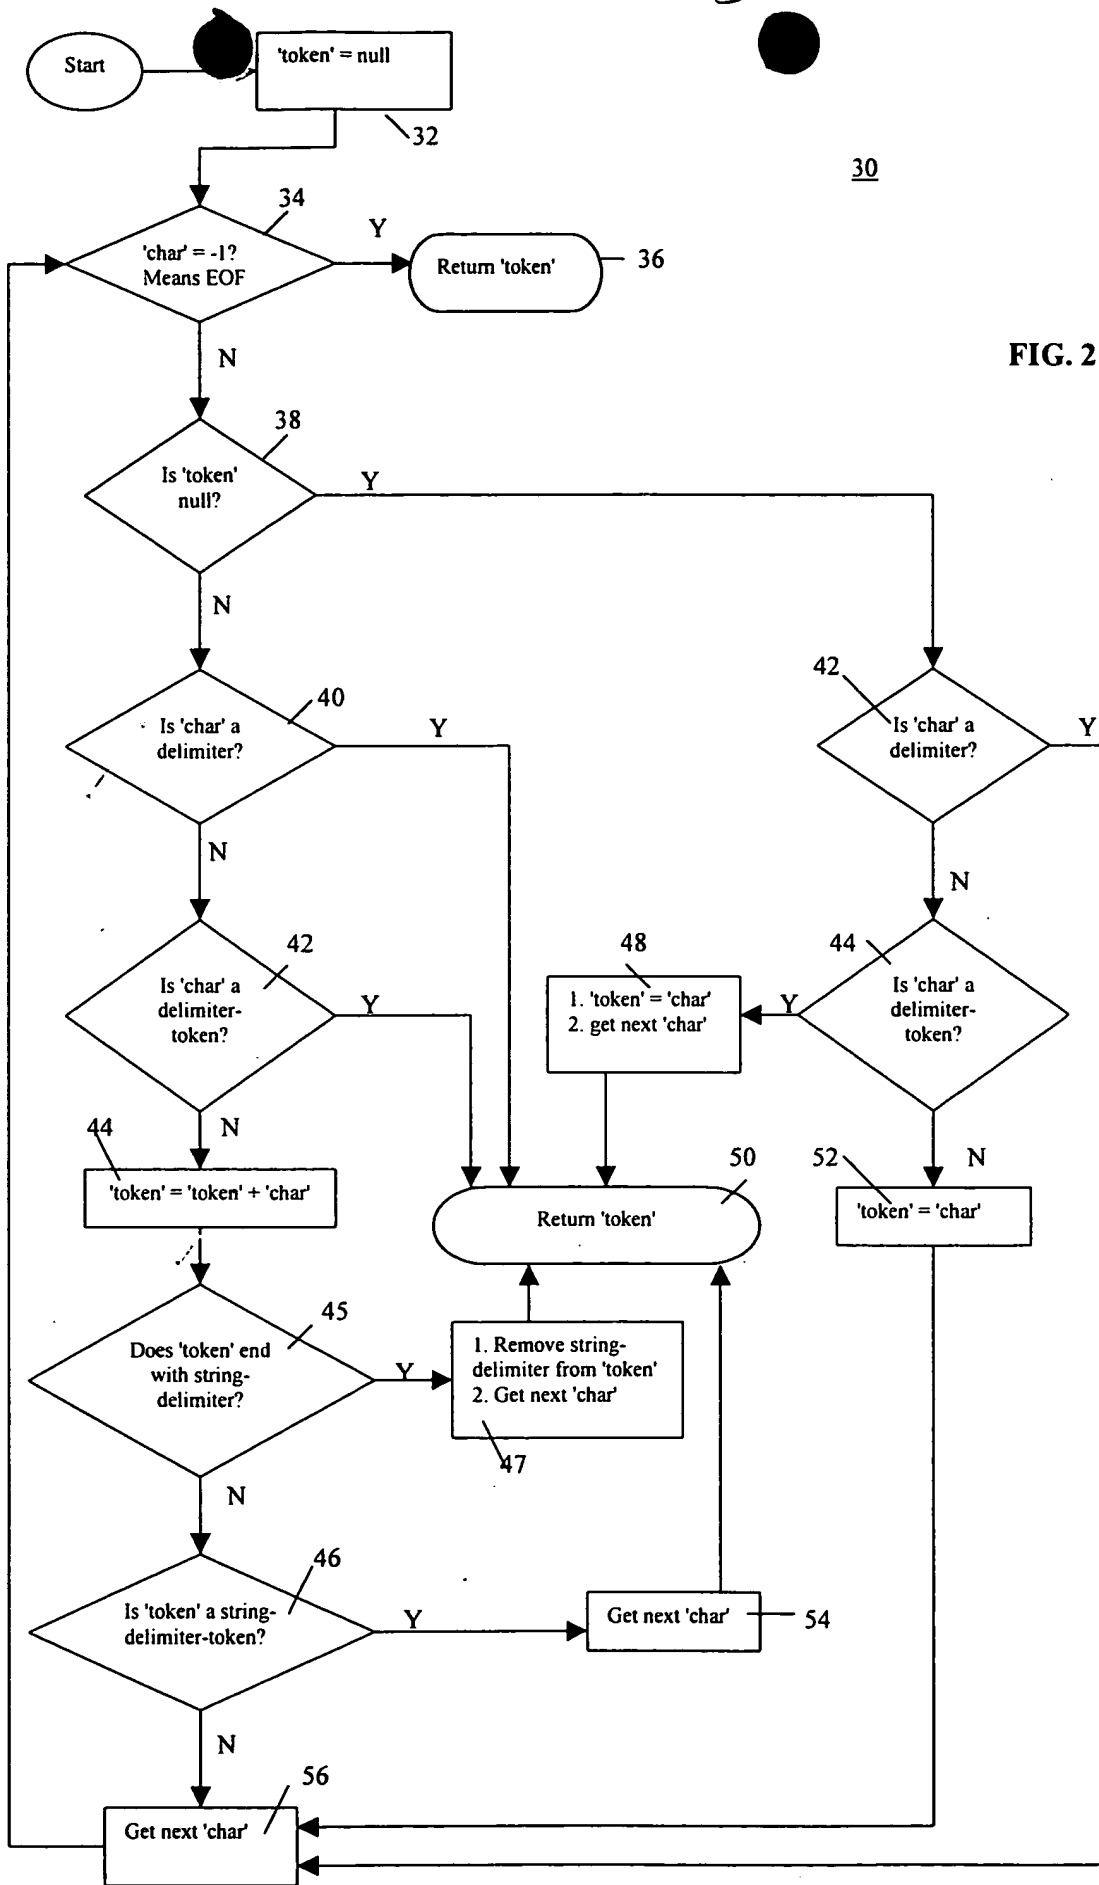 Start
'token' = null
32
30
34
'char' = -1?
Means EOF
Y
Return 'token'
36
N
FIG. 2
38
Is 'token'
null?
Y
N
40
Is 'char' a
delimiter?
Y
42
Is 'char' a
delimiter?
Y
N
N
42
Is 'char' a
delimiter-
token?
Y
48
1. 'token' = 'char'
2. get next 'char'
Y
44
Is 'char' a
delimiter-
token?
N
44
'token' = 'token' + 'char'
50
Return 'token'
N
52
'token' = 'char'
45
Does 'token' end
with string-
delimiter?
Y
1. Remove string-
delimiter from 'token'
2. Get next 'char'
47
N
46
Is 'token' a string-
delimiter-token?
Y
Get next 'char'
54
N
56
Get next 'char'